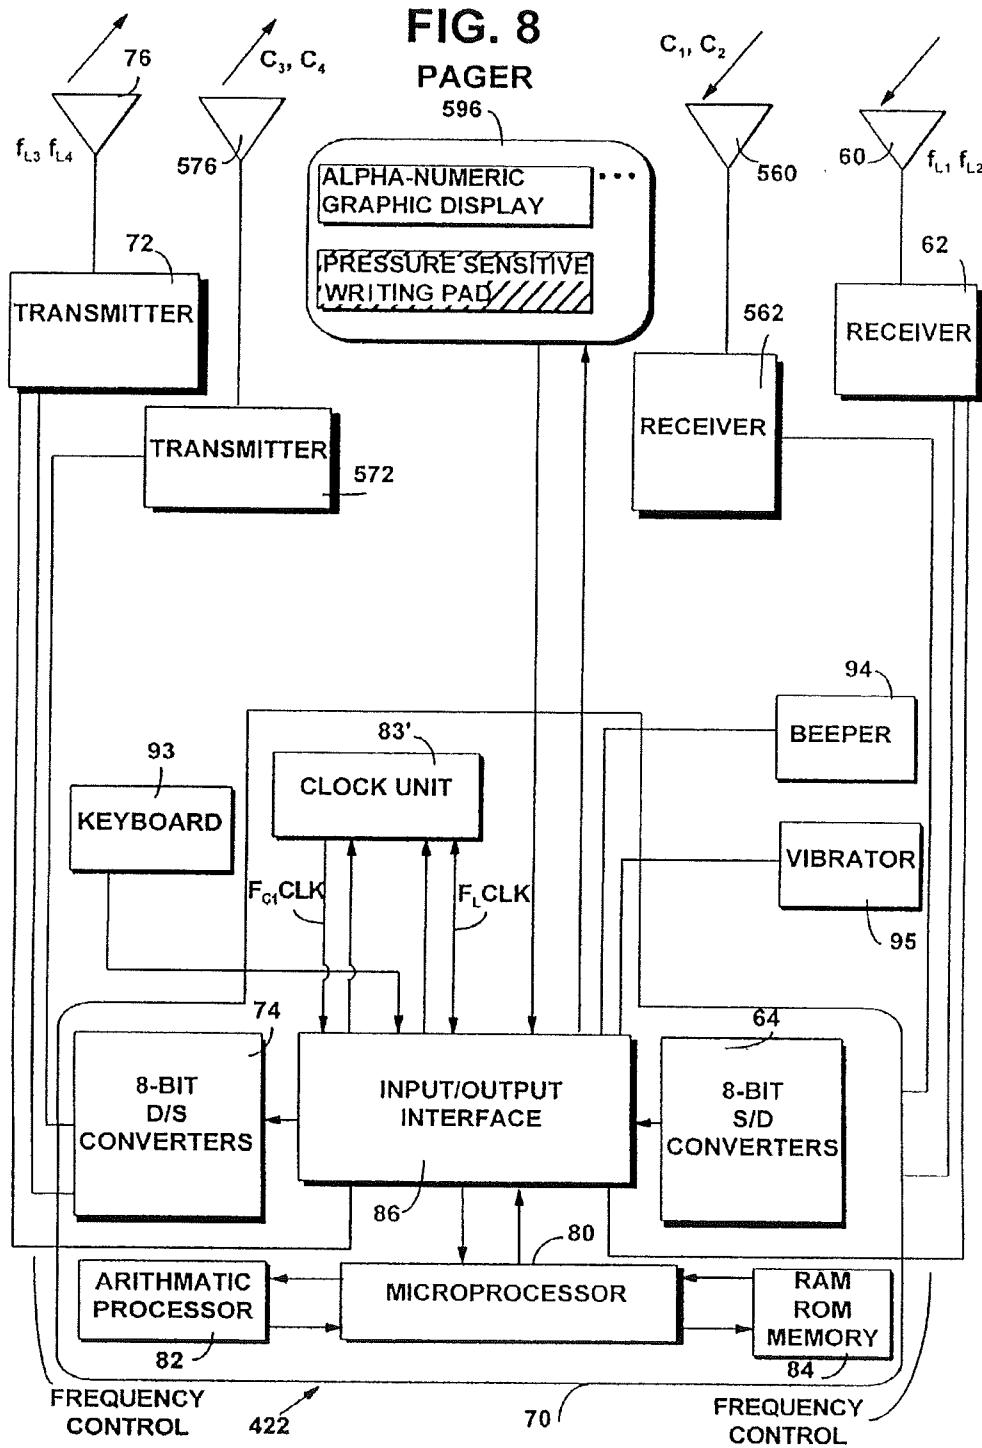 FIG. 8
PAGER
76
C3, C4
C1, C2
596
fL3 fL4
576
560
60
fL1 fL2
ALPHA-NUMERIC
GRAPHIC DISPLAY
PRESSURE SENSITIVE
WRITING PAD
72
62
TRANSMITTER
562
RECEIVER
TRANSMITTER
572
RECEIVER
94
BEEPER
83'
CLOCK UNIT
93
KEYBOARD
VIBRATOR
95
FC1CLK
FLCLK
74
64
8-BIT
D/S
CONVERTERS
INPUT/OUTPUT
INTERFACE
8-BIT
S/D
CONVERTERS
86
80
ARITHMATIC
PROCESSOR
MICROPROCESSOR
RAM
ROM
MEMORY
82
84
FREQUENCY
CONTROL
422
70
FREQUENCY
CONTROL